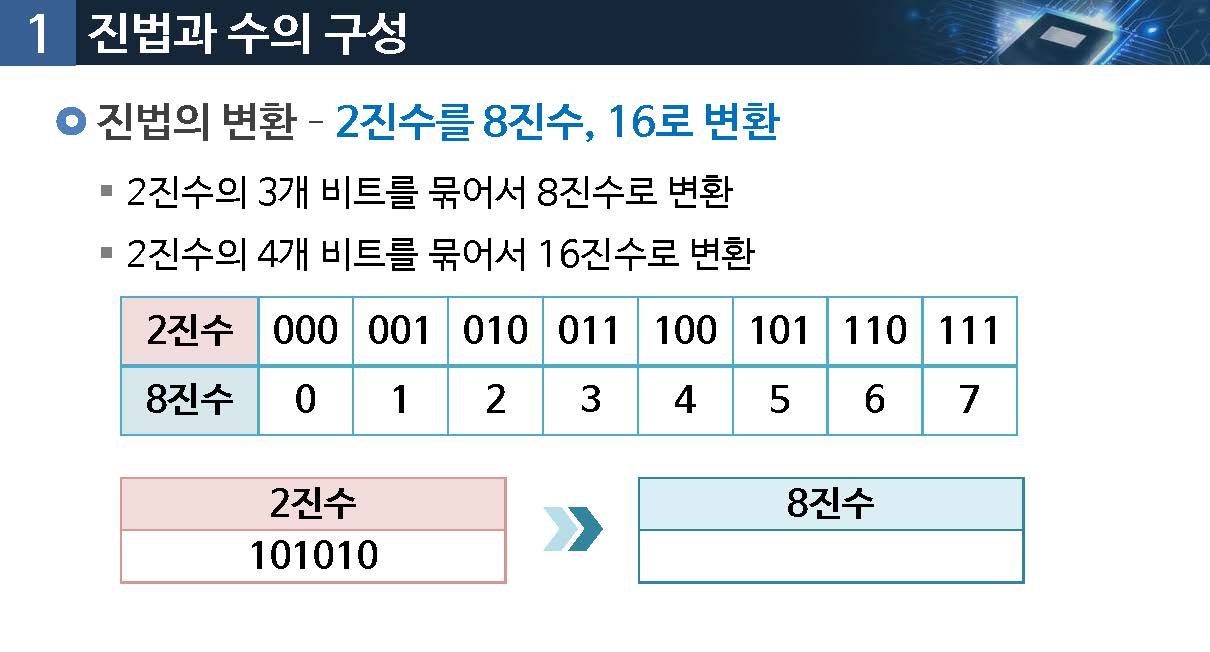 1 진법과 수의 구성
진법의 변환 - 2진수를 8진수, 16로 변환
2진수의 3개 비트를 묶어서 8진수로 변환
2진수의 4개 비트를 묶어서 16진수로 변환
2진수 000 001 010 011 100 101 110 111
8진수 0 1 2 3 4 5 6 7
2진수 8진수
101010